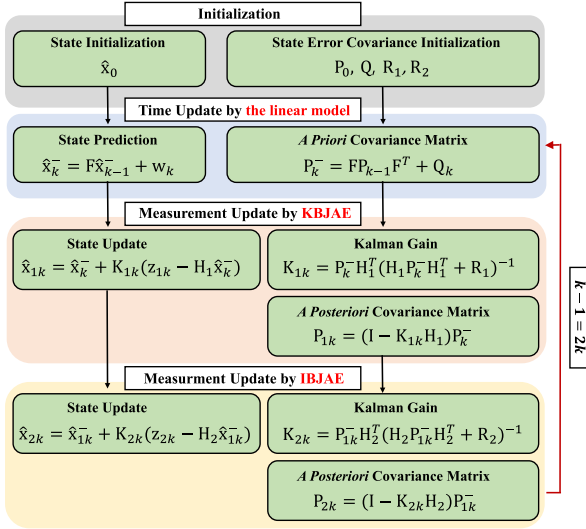 Initialization
State Initialization
x̂₀
State Error Covariance Initialization
P₀, Q, R₁, R₂
Time Update by the linear model
State Prediction
x̂ₖ⁻ = Fx̂ₖ₋₁⁻ + wₖ
A Priori Covariance Matrix
Pₖ⁻ = FPₖ₋₁Fᵀ + Qₖ
Measurement Update by KBJAE
State Update
x̂₁ₖ = x̂ₖ⁻ + K₁ₖ(z₁ₖ − H₁x̂ₖ⁻)
Kalman Gain
K₁ₖ = Pₖ⁻H₁ᵀ(H₁Pₖ⁻H₁ᵀ + R₁)⁻¹
A Posteriori Covariance Matrix
P₁ₖ = (I − K₁ₖH₁)Pₖ⁻
Measurment Update by IBJAE
State Update
x̂₂ₖ = x̂₁ₖ⁻ + K₂ₖ(z₂ₖ − H₂x̂₁ₖ⁻)
Kalman Gain
K₂ₖ = P₁ₖ⁻H₂ᵀ(H₂P₁ₖ⁻H₂ᵀ + R₂)⁻¹
A Posteriori Covariance Matrix
P₂ₖ = (I − K₂ₖH₂)P₁ₖ⁻
k − 1 = 2k